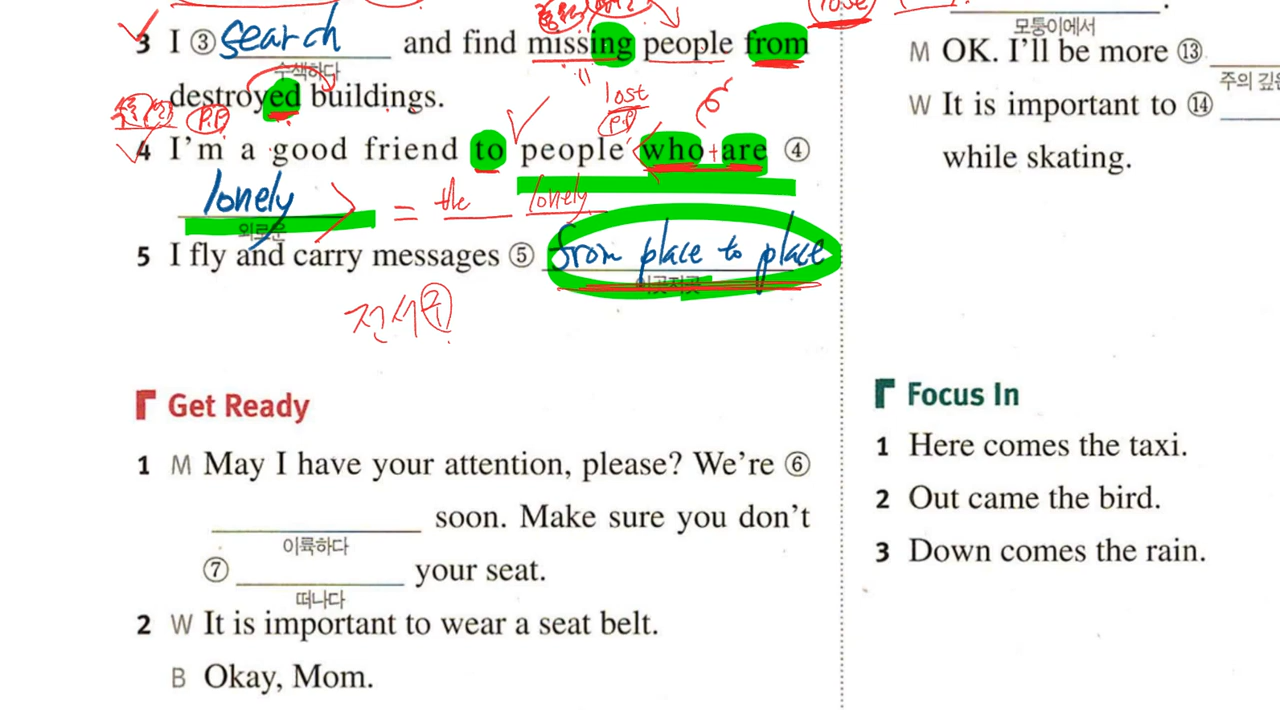 3 I ③ search and find missing people from
수색하다
destroyed buildings.
lost
p.p
p.p
4 I'm a good friend to people who + are ④
lonely = the lonely
외로운
5 I fly and carry messages ⑤ from place to place
이곳저곳
전서구
Get Ready
1 M May I have your attention, please? We're ⑥
soon. Make sure you don't
이륙하다
⑦ your seat.
떠나다
2 W It is important to wear a seat belt.
B Okay, Mom.
lose
모퉁이에서
M OK. I'll be more ⑬
주의 깊은
W It is important to ⑭
while skating.
Focus In
1 Here comes the taxi.
2 Out came the bird.
3 Down comes the rain.